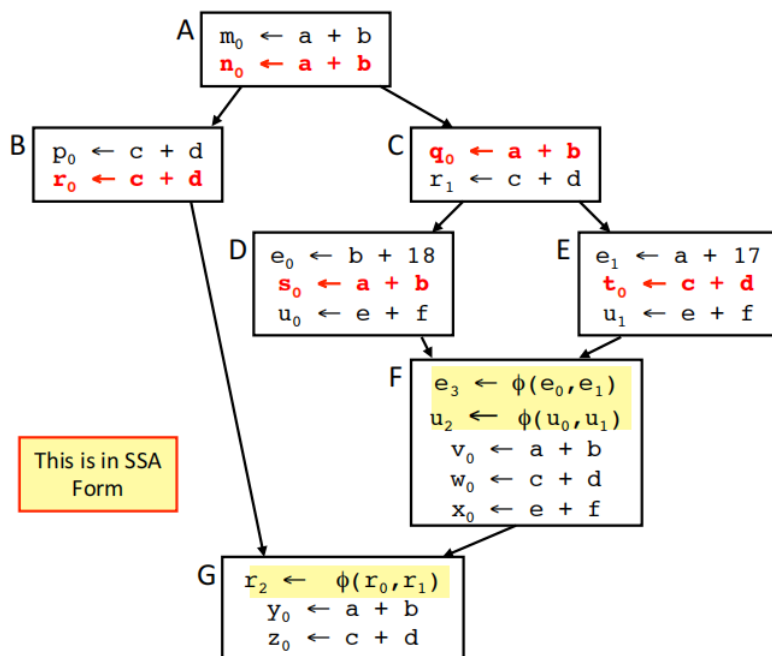 A
m₀ ← a + b
n₀ ← a + b
B
p₀ ← c + d
r₀ ← c + d
C
q₀ ← a + b
r₁ ← c + d
D
e₀ ← b + 18
s₀ ← a + b
u₀ ← e + f
E
e₁ ← a + 17
t₀ ← c + d
u₁ ← e + f
F
e₃ ← ϕ(e₀,e₁)
u₂ ← ϕ(u₀,u₁)
v₀ ← a + b
w₀ ← c + d
x₀ ← e + f
This is in SSA
Form
G
r₂ ← ϕ(r₀,r₁)
y₀ ← a + b
z₀ ← c + d